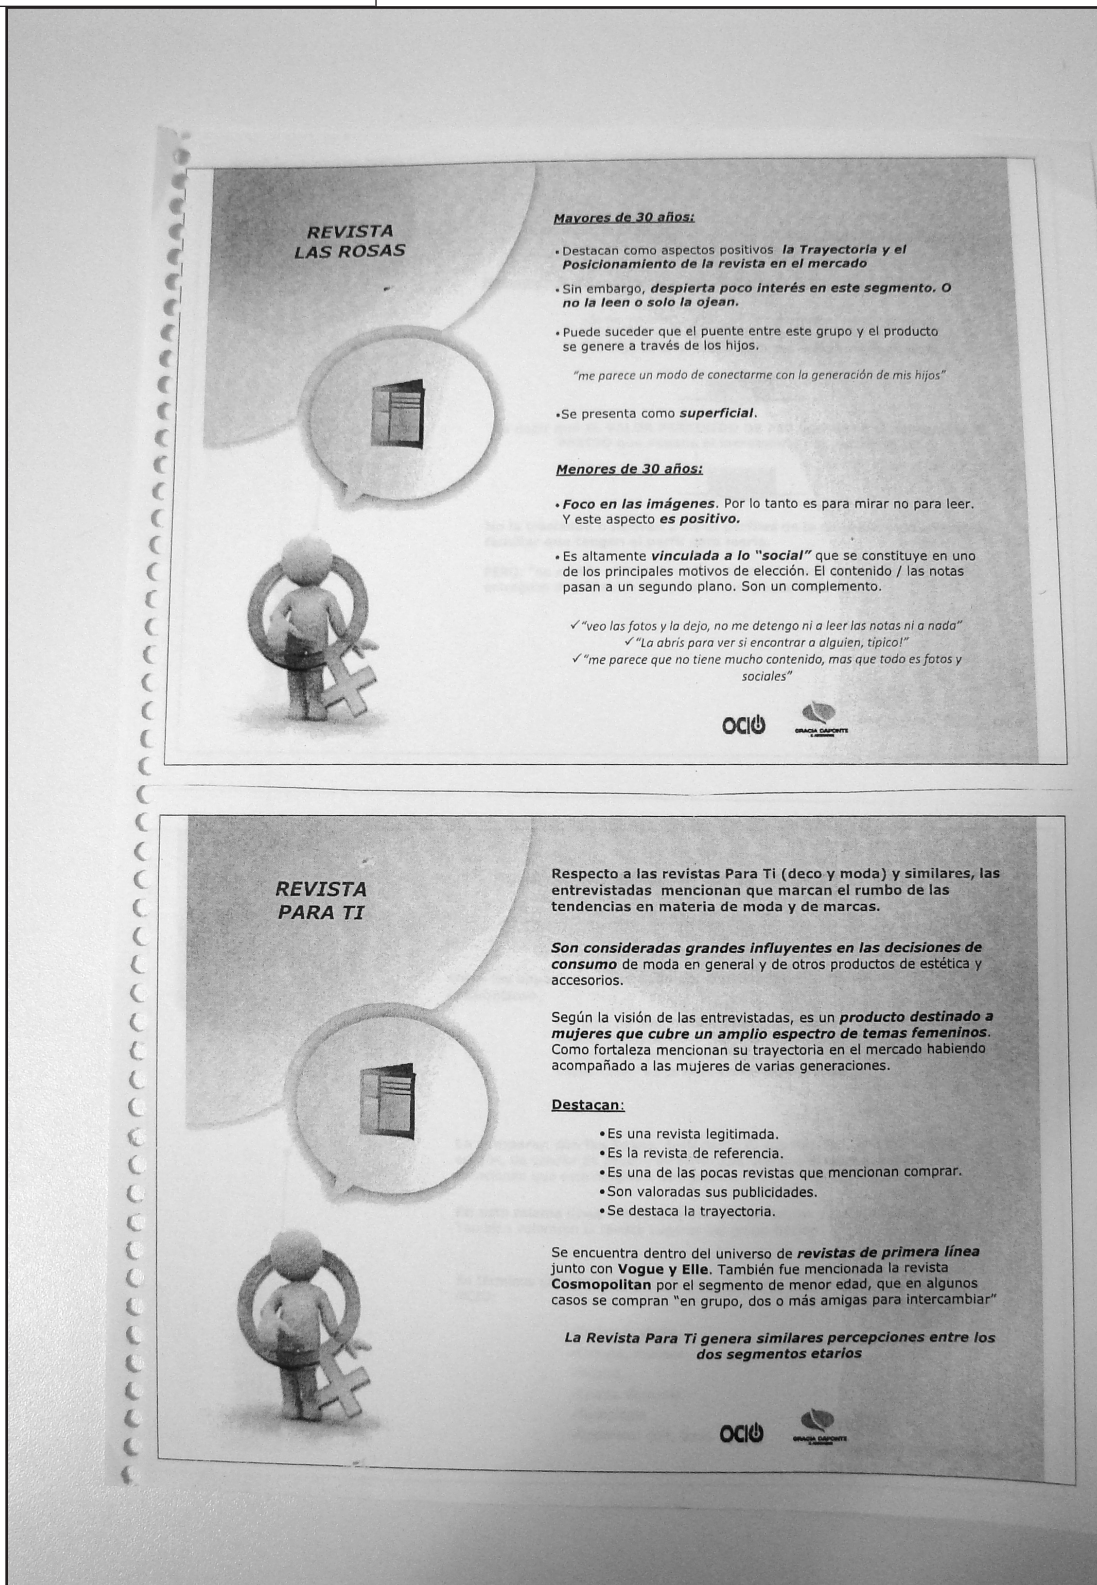 REVISTA
LAS ROSAS
Mayores de 30 años:
• Destacan como aspectos positivos la Trayectoria y el
Posicionamiento de la revista en el mercado
• Sin embargo, despierta poco interés en este segmento. O
no la leen o solo la ojean.
• Puede suceder que el puente entre este grupo y el producto
se genere a través de los hijos.
"me parece un modo de conectarme con la generación de mis hijos"
•Se presenta como superficial.
Menores de 30 años:
• Foco en las imágenes. Por lo tanto es para mirar no para leer.
Y este aspecto es positivo.
• Es altamente vinculada a lo "social" que se constituye en uno
de los principales motivos de elección. El contenido / las notas
pasan a un segundo plano. Son un complemento.
✓ "veo las fotos y la dejo, no me detengo ni a leer las notas ni a nada"
✓ "La abris para ver si encontrar a alguien, típico!"
✓ "me parece que no tiene mucho contenido, mas que todo es fotos y
sociales"
OCIO
GRACIA DAPONTE
REVISTA
PARA TI
Respecto a las revistas Para Ti (deco y moda) y similares, las
entrevistadas mencionan que marcan el rumbo de las
tendencias en materia de moda y de marcas.
Son consideradas grandes influyentes en las decisiones de
consumo de moda en general y de otros productos de estética y
accesorios.
Según la visión de las entrevistadas, es un producto destinado a
mujeres que cubre un amplio espectro de temas femeninos.
Como fortaleza mencionan su trayectoria en el mercado habiendo
acompañado a las mujeres de varias generaciones.
Destacan:
• Es una revista legitimada.
• Es la revista de referencia.
• Es una de las pocas revistas que mencionan comprar.
• Son valoradas sus publicidades.
• Se destaca la trayectoria.
Se encuentra dentro del universo de revistas de primera línea
junto con Vogue y Elle. También fue mencionada la revista
Cosmopolitan por el segmento de menor edad, que en algunos
casos se compran "en grupo, dos o más amigas para intercambiar"
La Revista Para Ti genera similares percepciones entre los
dos segmentos etarios
OCIO
GRACIA DAPONTE